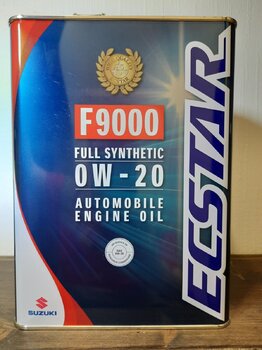 F9000
FULL SYNTHETIC
0W-20
AUTOMOBILE
ENGINE OIL
SUZUKI
ECSTAR